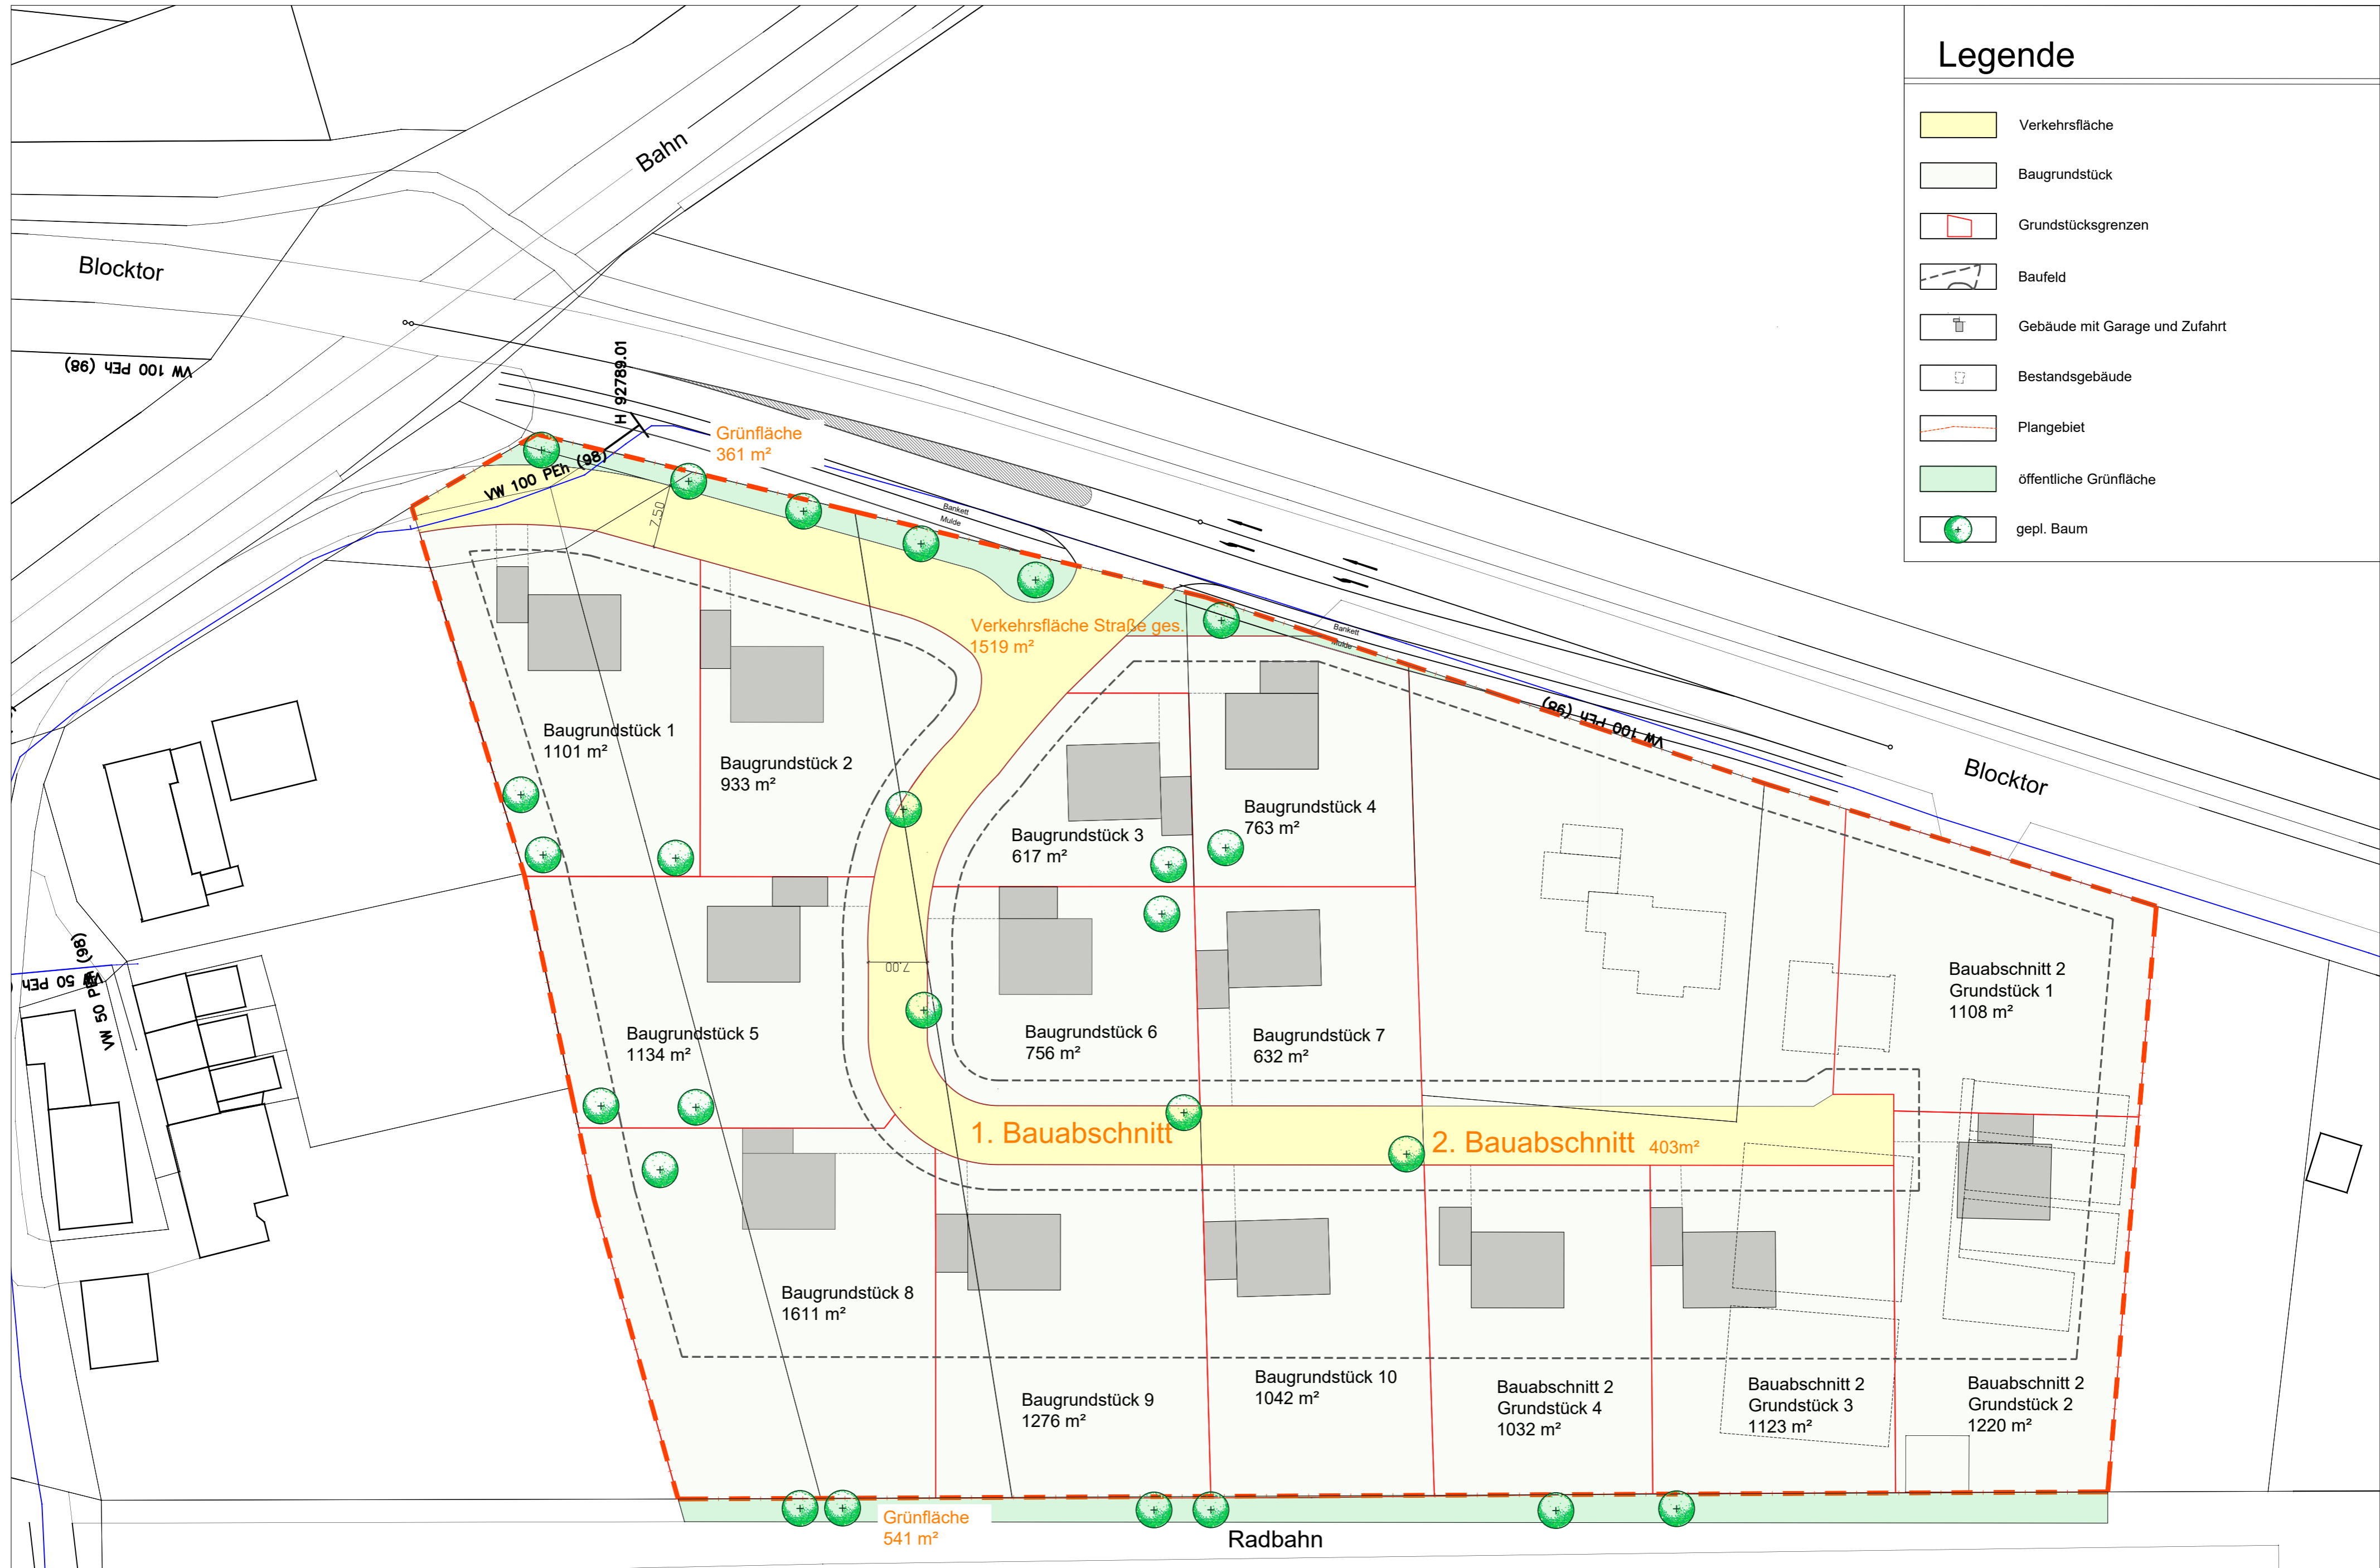 Legende
Verkehrsfläche
Baugrundstück
Grundstücksgrenzen
Baufeld
Gebäude mit Garage und Zufahrt
Bestandsgebäude
Plangebiet
öffentliche Grünfläche
gepl. Baum
Bahn
Blocktor
VW 100 PEh (98)
H 92789.01
Grünfläche
361 m²
VW 100 PEh (98)
7.50
Bankett
Mulde
Verkehrsfläche Straße ges.
1519 m²
Bankett
Mulde
VW 100 PEh (98)
Blocktor
Baugrundstück 1
1101 m²
Baugrundstück 2
933 m²
Baugrundstück 3
617 m²
Baugrundstück 4
763 m²
VW 50 PEh
VW 50 PEh (98)
7.00
Bauabschnitt 2
Grundstück 1
1108 m²
Baugrundstück 5
1134 m²
Baugrundstück 6
756 m²
Baugrundstück 7
632 m²
1. Bauabschnitt
2. Bauabschnitt 403m²
Baugrundstück 8
1611 m²
Baugrundstück 9
1276 m²
Baugrundstück 10
1042 m²
Bauabschnitt 2
Grundstück 4
1032 m²
Bauabschnitt 2
Grundstück 3
1123 m²
Bauabschnitt 2
Grundstück 2
1220 m²
Grünfläche
541 m²
Radbahn